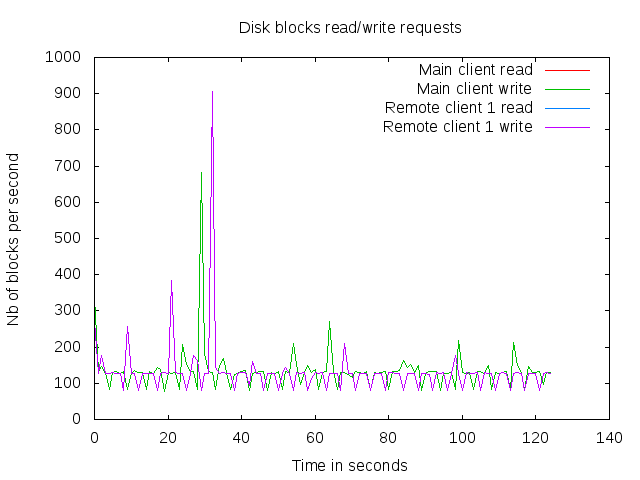 Disk blocks read/write requests
1000
900
800
700
600
500
400
300
200
100
0
Nb of blocks per second
Main client read
Main client write
Remote client 1 read
Remote client 1 write
0 20 40 60 80 100 120 140
Time in seconds